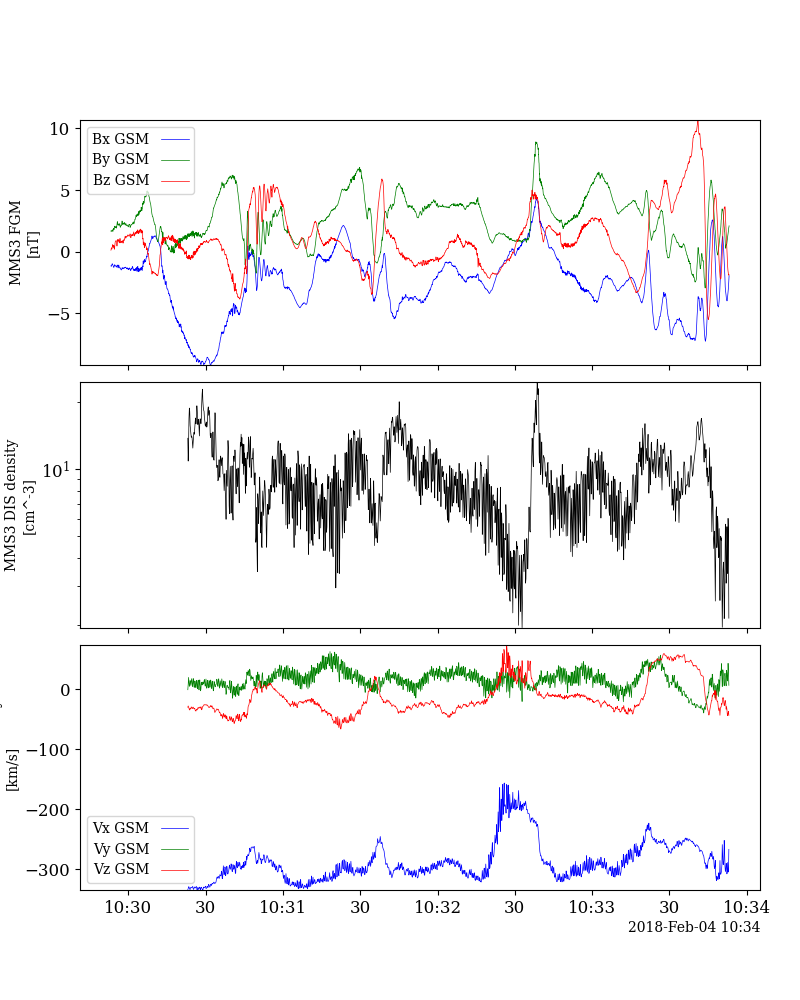 10
5
0
−5
MMS3 FGM
[nT]
Bx GSM
By GSM
Bz GSM
10^1
MMS3 DIS density
[cm^-3]
0
−100
−200
−300
[km/s]
Vx GSM
Vy GSM
Vz GSM
10:30 30 10:31 30 10:32 30 10:33 30 10:34
2018-Feb-04 10:34